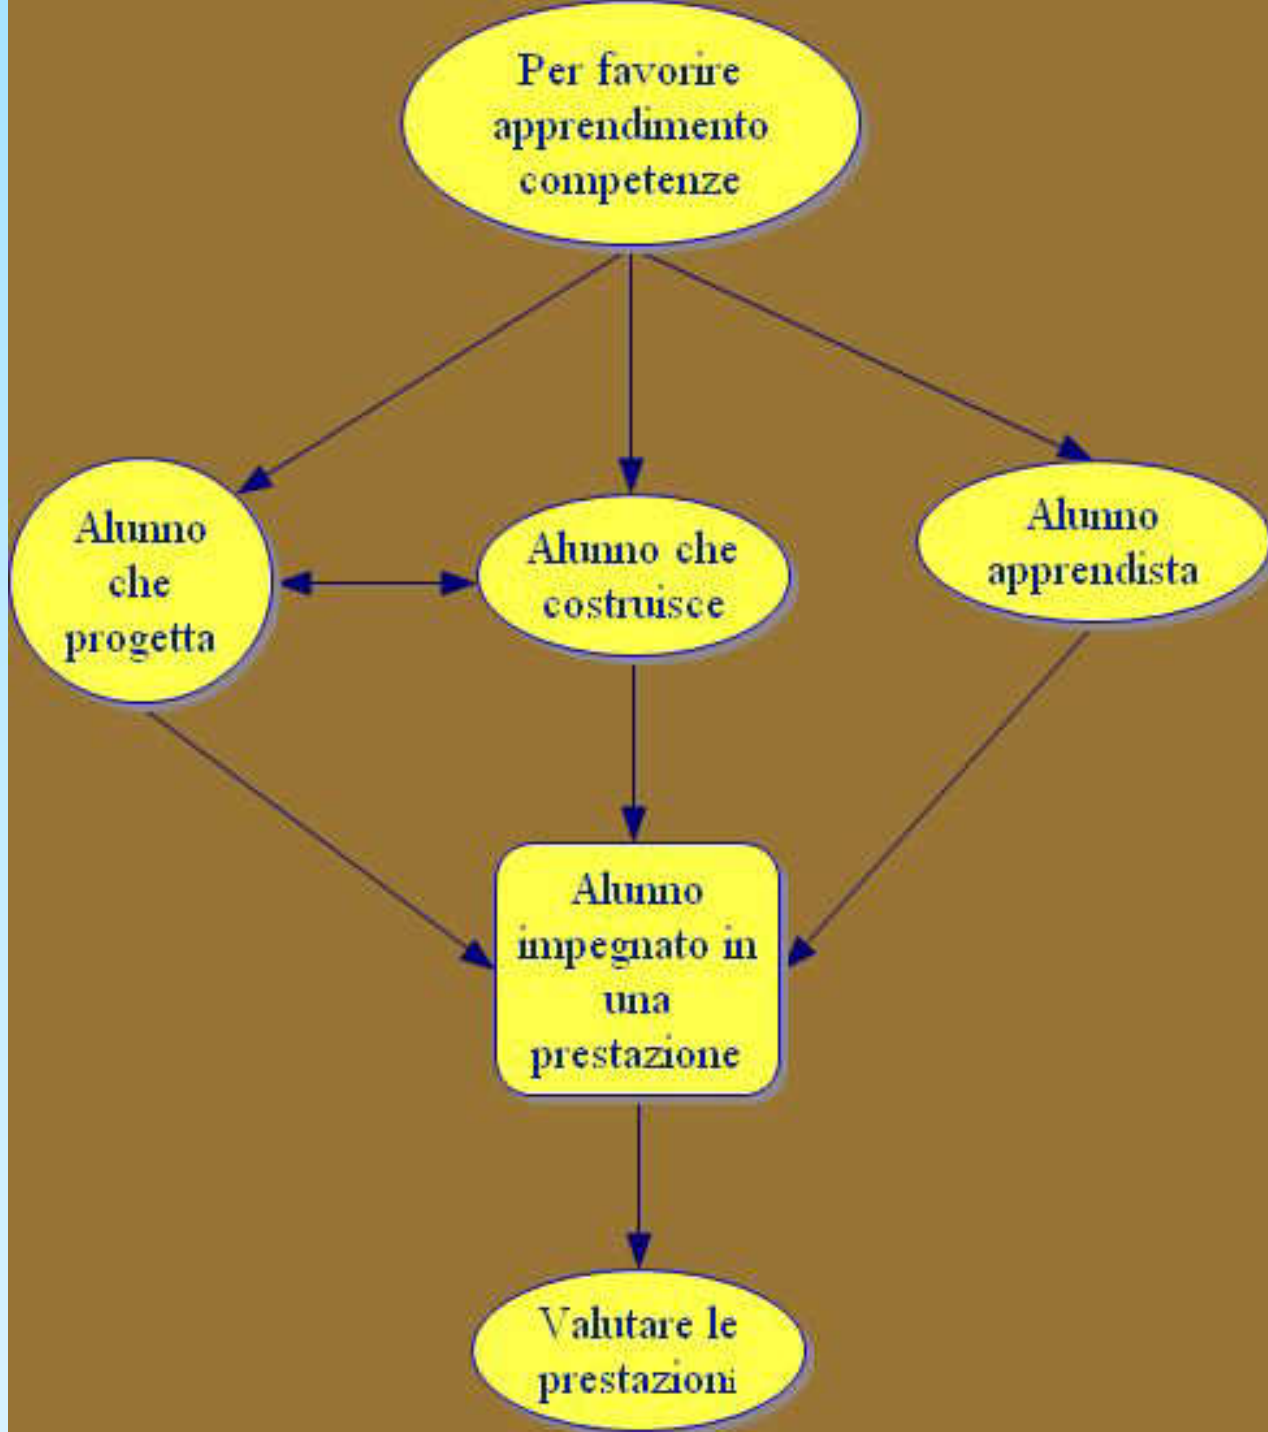 Per favorire
apprendimento
competenze
Alunno
che
progetta
Alunno che
costruisce
Alunno
apprendista
Alunno
impegnato in
una
prestazione
Valutare le
prestazioni